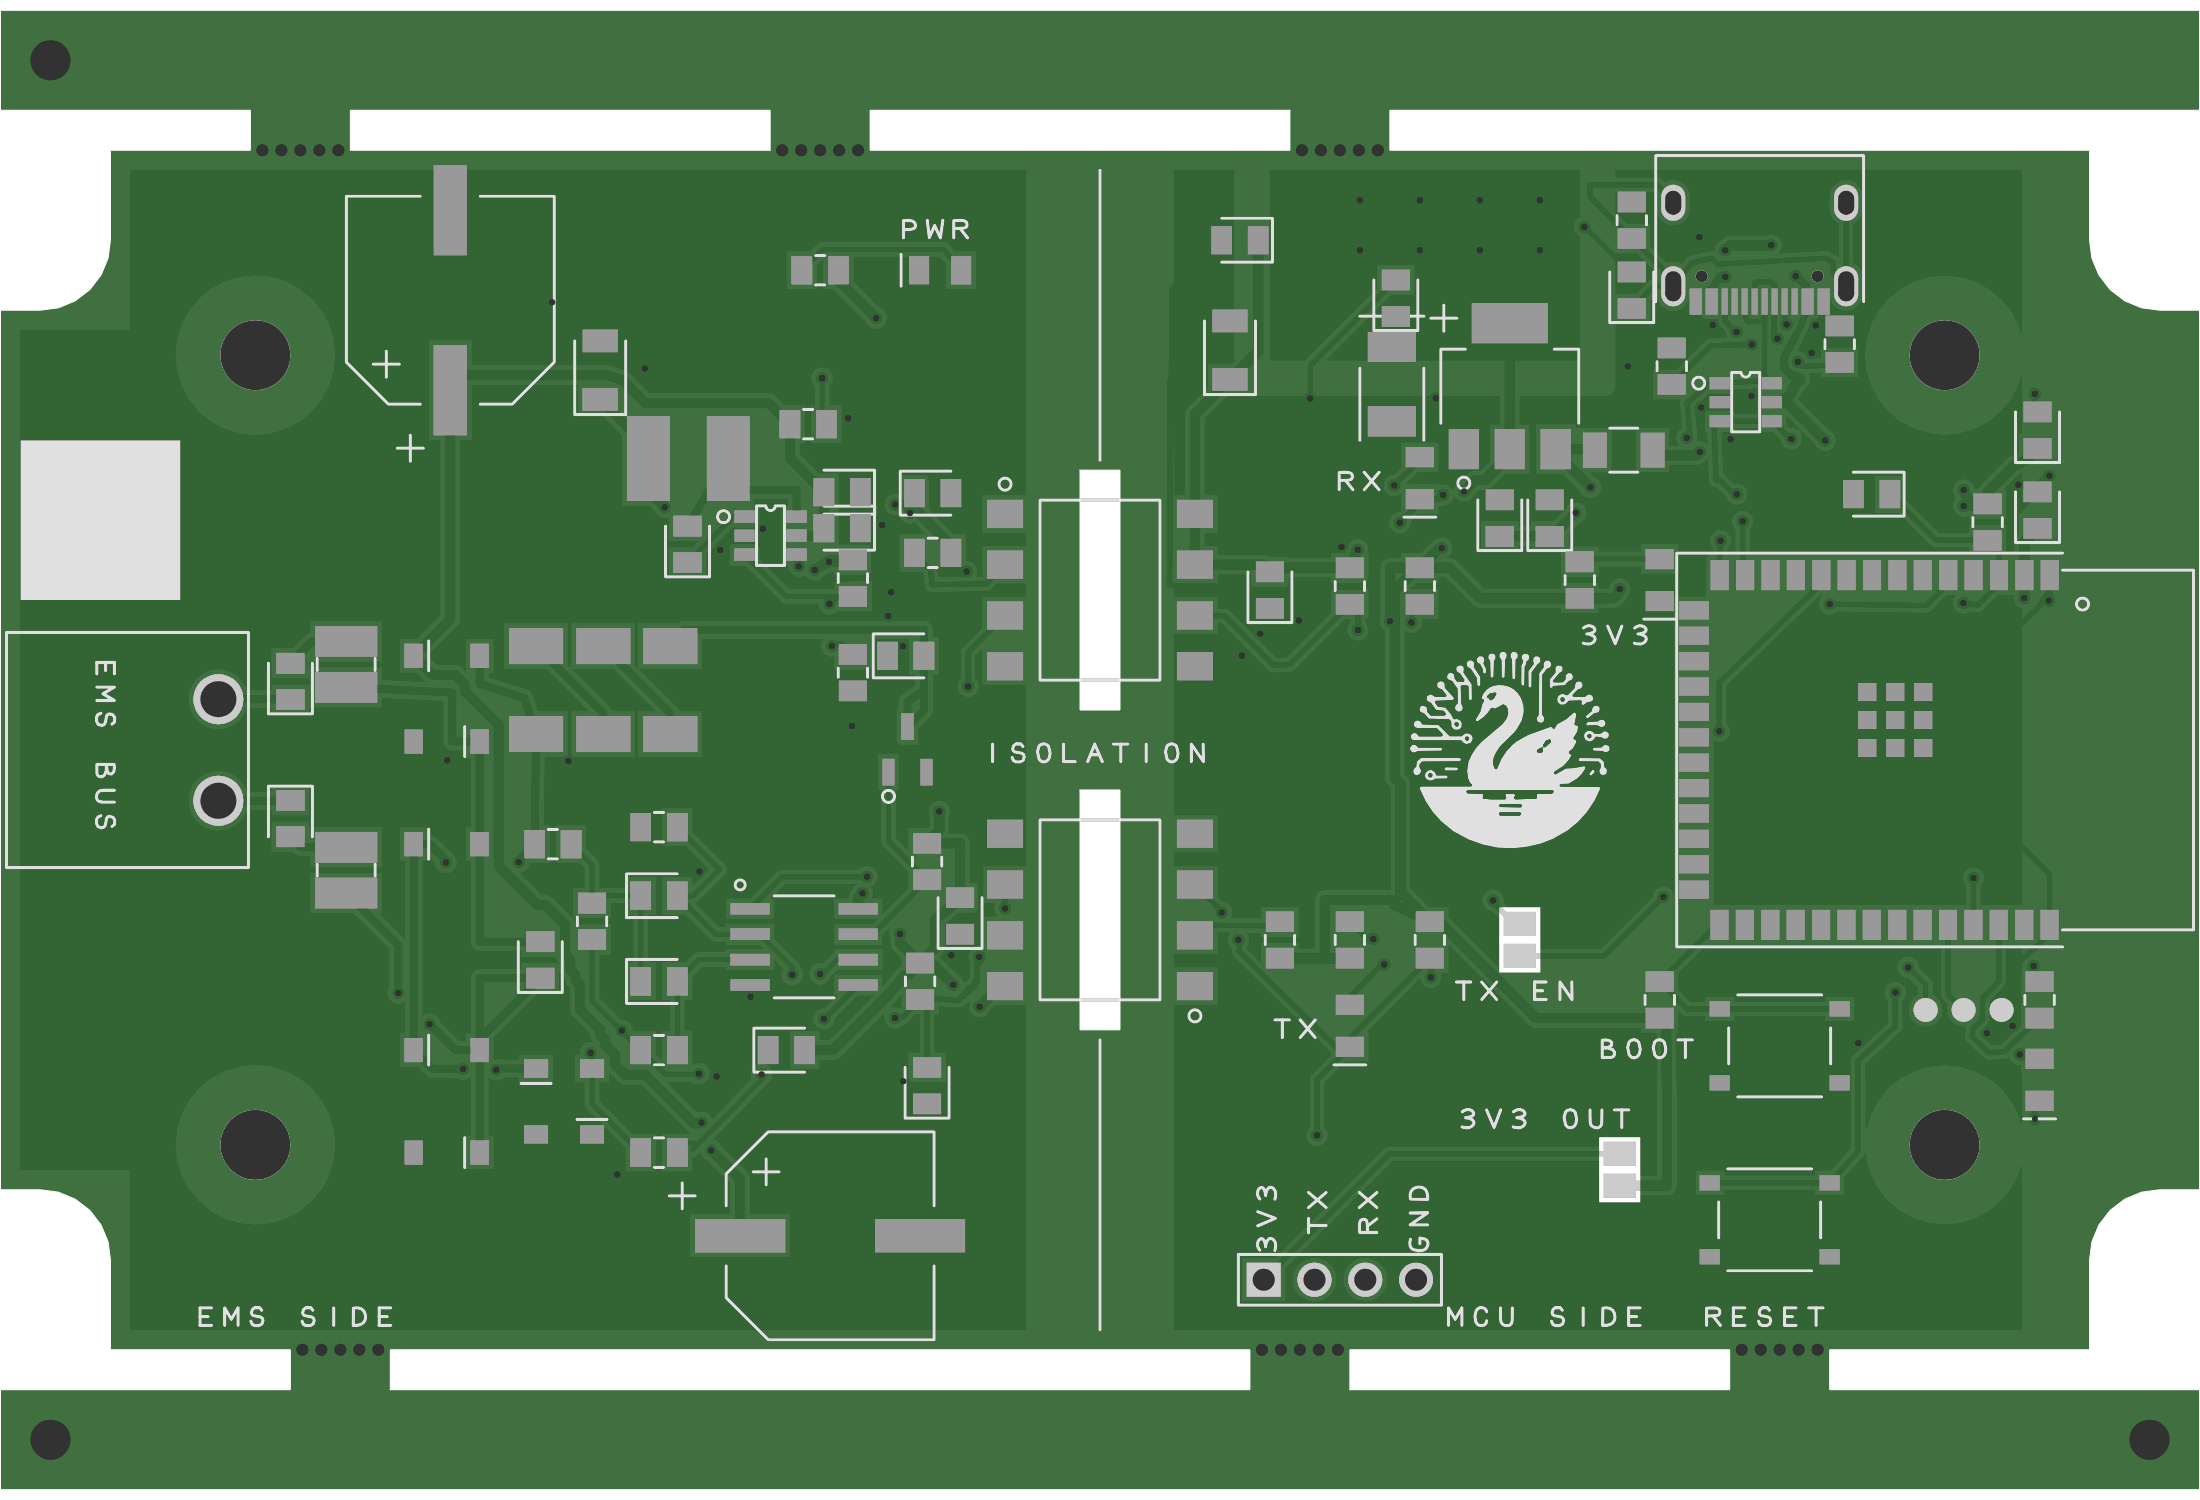 PWR
RX
3V3
EMS BUS
ISOLATION
TX EN
TX
BOOT
3V3 OUT
3V3
TX
RX
GND
EMS SIDE
MCU SIDE
RESET